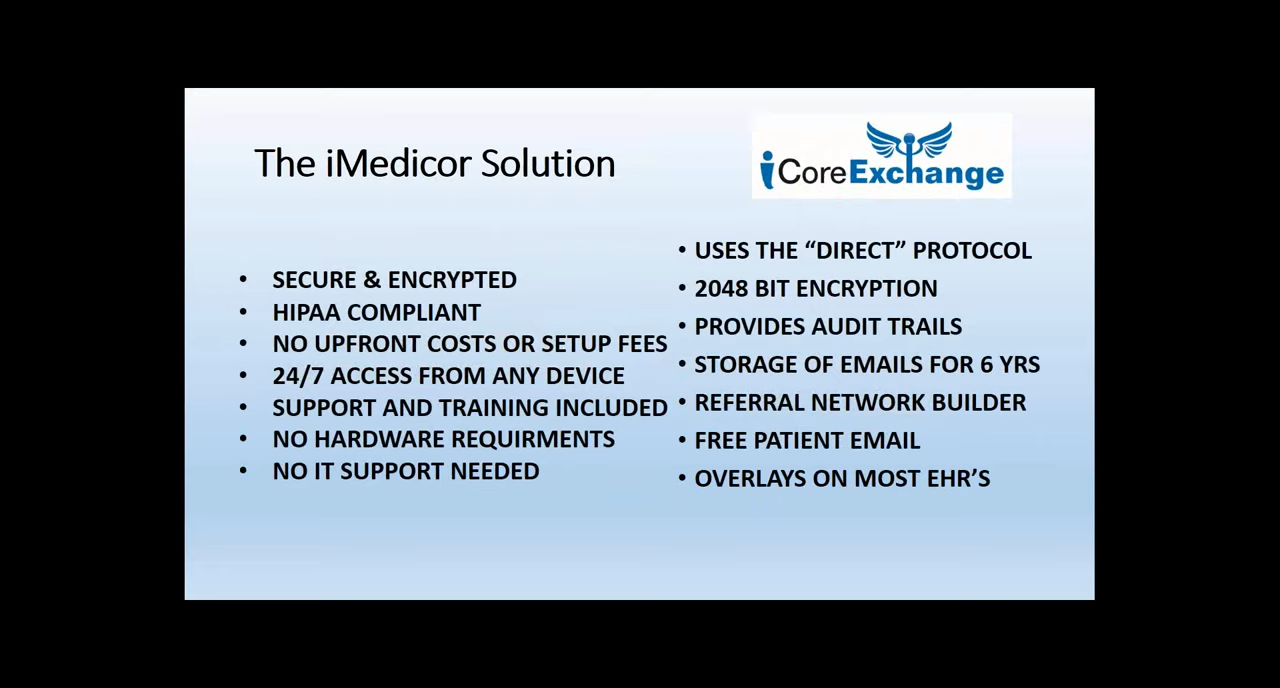 The iMedicor Solution
iCoreExchange
• SECURE & ENCRYPTED
• HIPAA COMPLIANT
• NO UPFRONT COSTS OR SETUP FEES
• 24/7 ACCESS FROM ANY DEVICE
• SUPPORT AND TRAINING INCLUDED
• NO HARDWARE REQUIRMENTS
• NO IT SUPPORT NEEDED
• USES THE “DIRECT” PROTOCOL
• 2048 BIT ENCRYPTION
• PROVIDES AUDIT TRAILS
• STORAGE OF EMAILS FOR 6 YRS
• REFERRAL NETWORK BUILDER
• FREE PATIENT EMAIL
• OVERLAYS ON MOST EHR’S